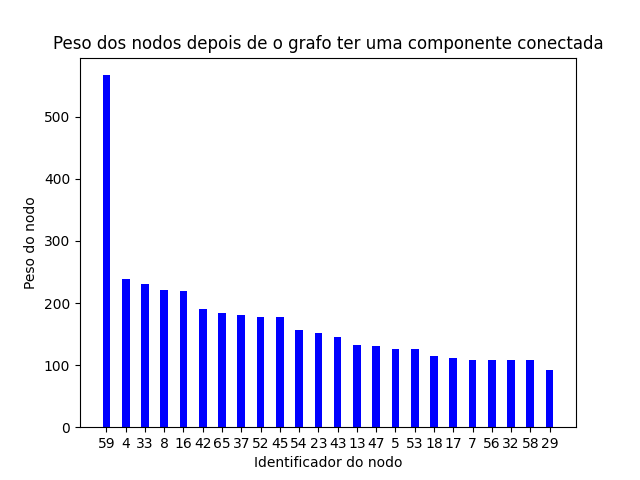 Peso dos nodos depois de o grafo ter uma componente conectada
500
400
300
200
100
0
Peso do nodo
59 4 33 8 16 42 65 37 52 45 54 23 43 13 47 5 53 18 17 7 56 32 58 29
Identificador do nodo